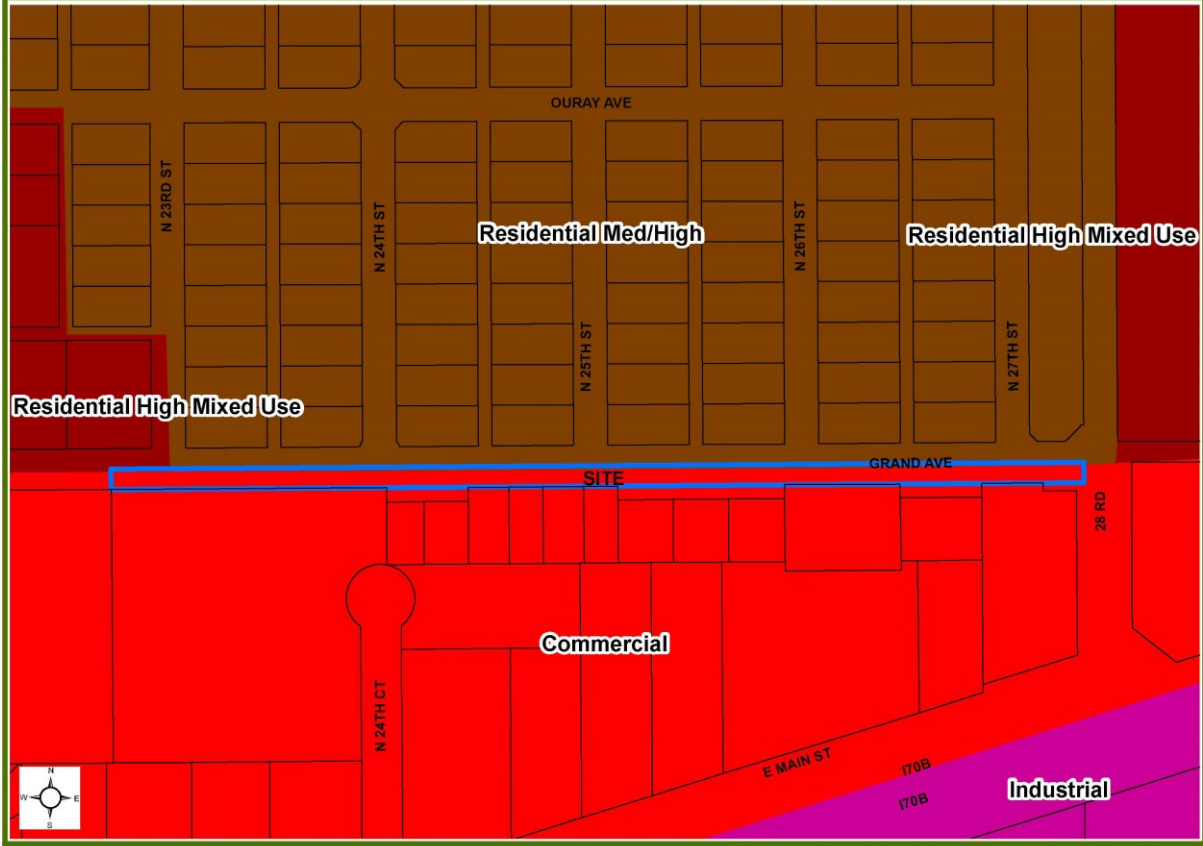 OURAY AVE
N 23RD ST
N 24TH ST
Residential Med/High
N 26TH ST
Residential High Mixed Use
N 25TH ST
N 27TH ST
Residential High Mixed Use
GRAND AVE
SITE
28 RD
Commercial
N 24TH CT
E MAIN ST
I70B
I70B
Industrial
N
W
E
S